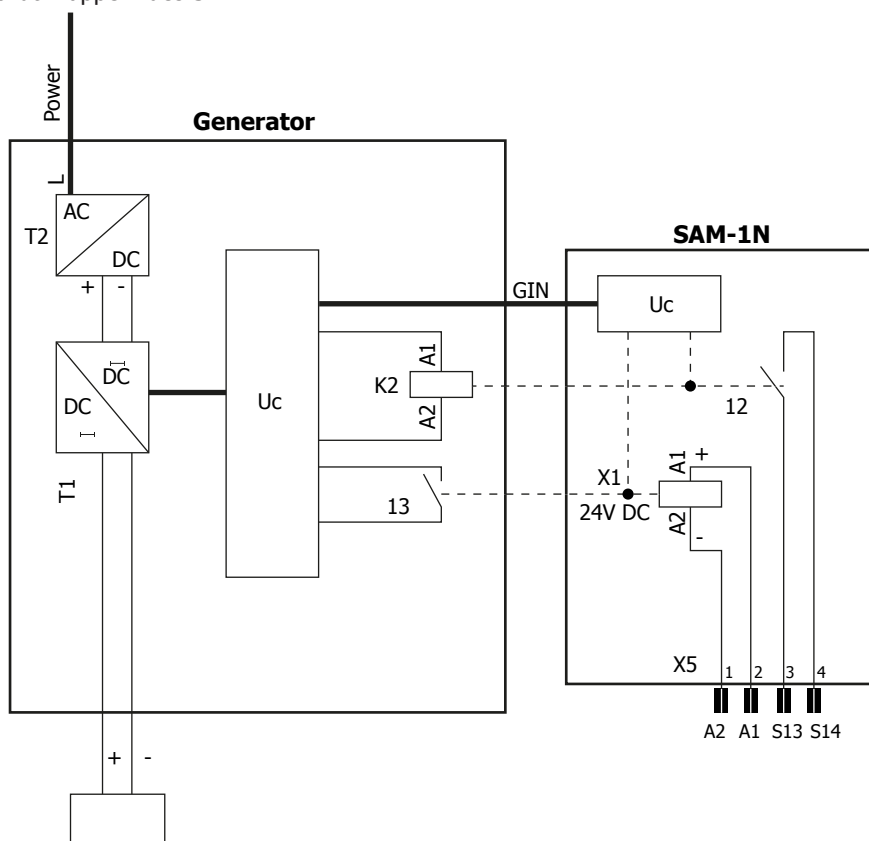 Power
Generator
L
AC
T2
DC
+ -
SAM-1N
GIN
Uc
DC
DC
T1
Uc
A1
K2
A2
12
13
X1
24V DC
A1 +
A2
-
X5
1 2 3 4
A2 A1 S13 S14
+ -